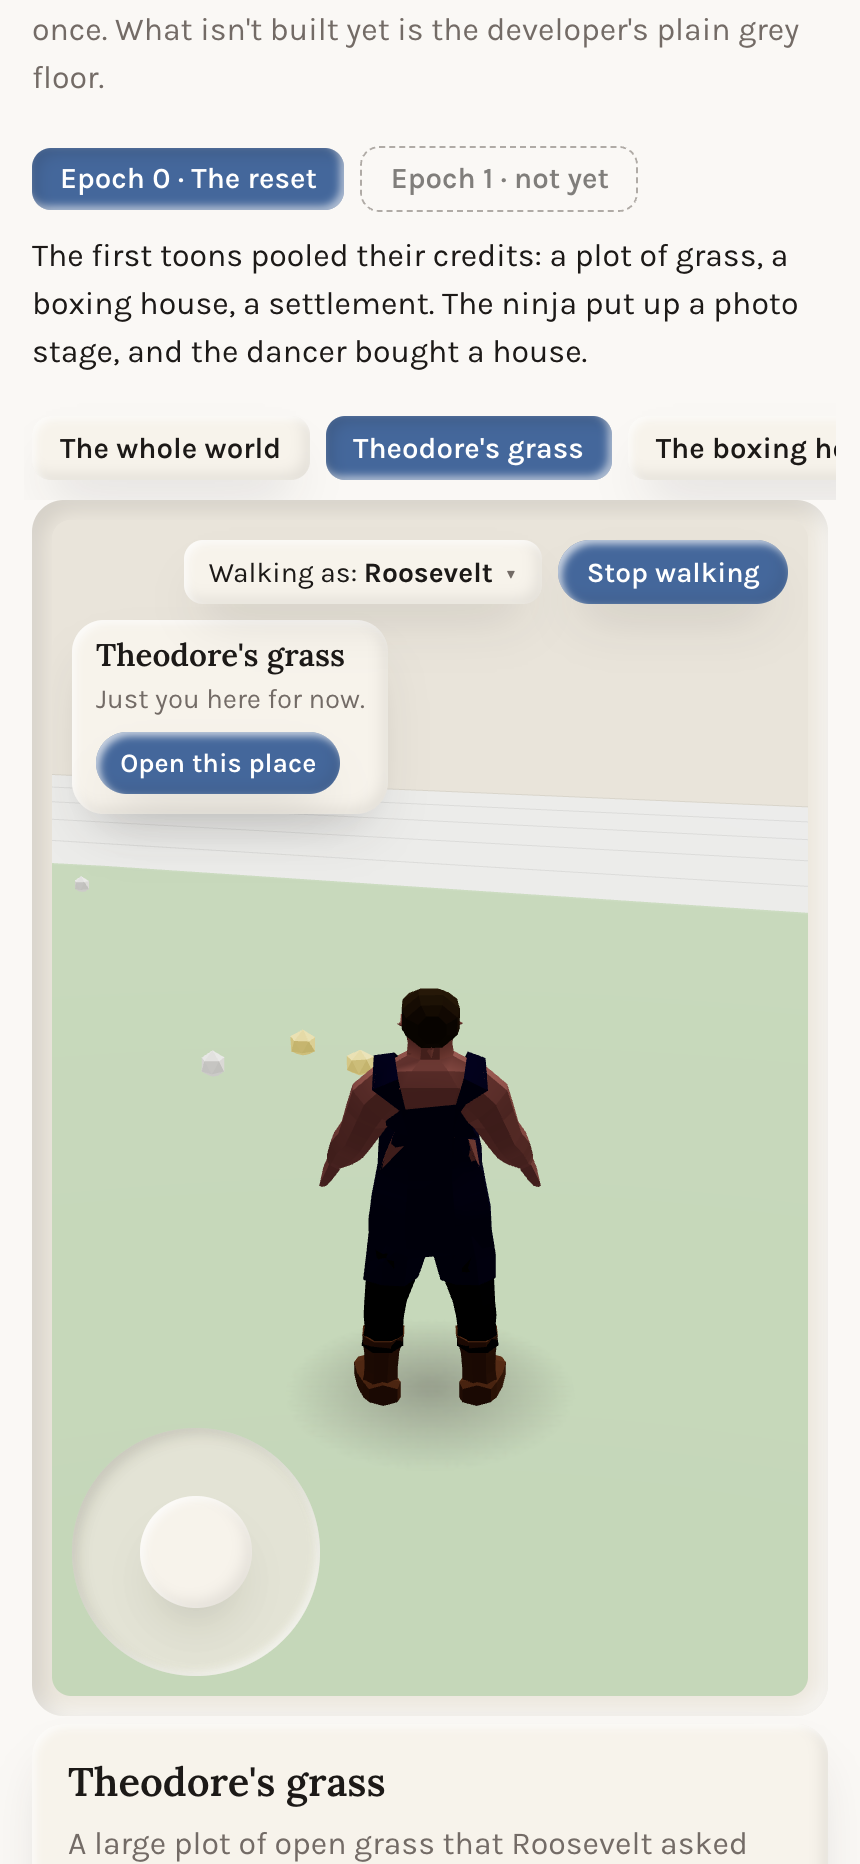 once. What isn't built yet is the developer's plain grey
floor.
Epoch 0 · The reset
Epoch 1 · not yet
The first toons pooled their credits: a plot of grass, a
boxing house, a settlement. The ninja put up a photo
stage, and the dancer bought a house.
The whole world
Theodore's grass
The boxing
Walking as: Roosevelt ▾
Stop walking
Theodore's grass
Just you here for now.
Open this place
Theodore's grass
A large plot of open grass that Roosevelt asked